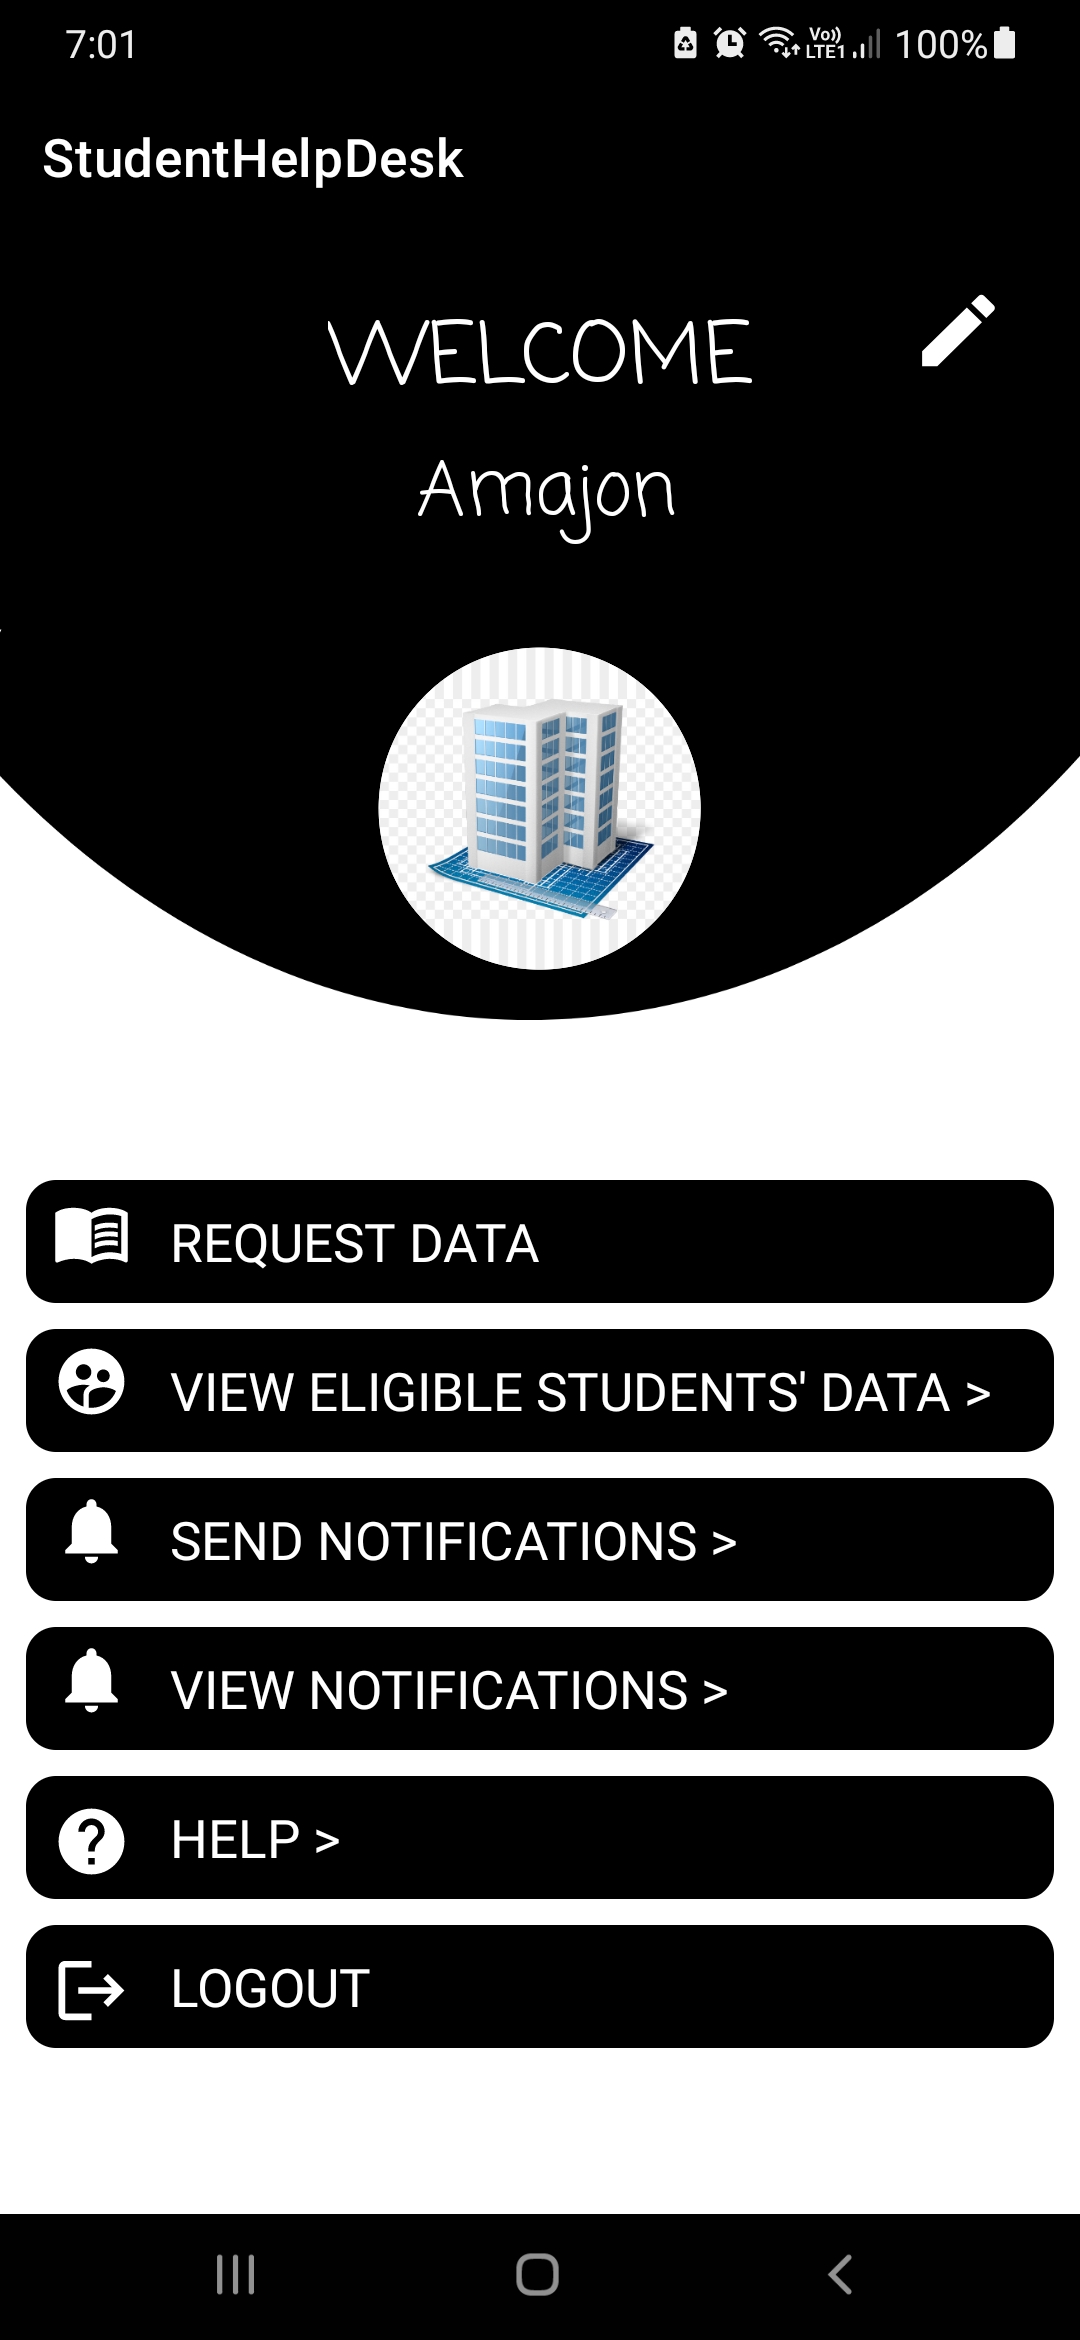 7:01 Vo)) LTE1 100%
StudentHelpDesk
WELCOME
Amajon
REQUEST DATA
VIEW ELIGIBLE STUDENTS' DATA >
SEND NOTIFICATIONS >
VIEW NOTIFICATIONS >
HELP >
LOGOUT